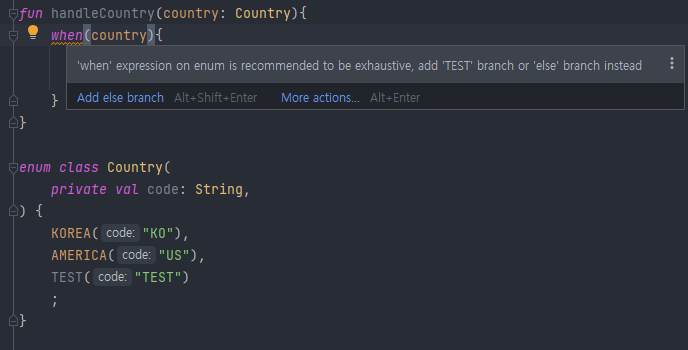 fun handleCountry(country: Country){
when(country){
'when' expression on enum is recommended to be exhaustive, add 'TEST' branch or 'else' branch instead
Add else branch Alt+Shift+Enter More actions... Alt+Enter
}
}
enum class Country(
private val code: String,
) {
KOREA( code: "KO"),
AMERICA( code: "US"),
TEST( code: "TEST")
;
}